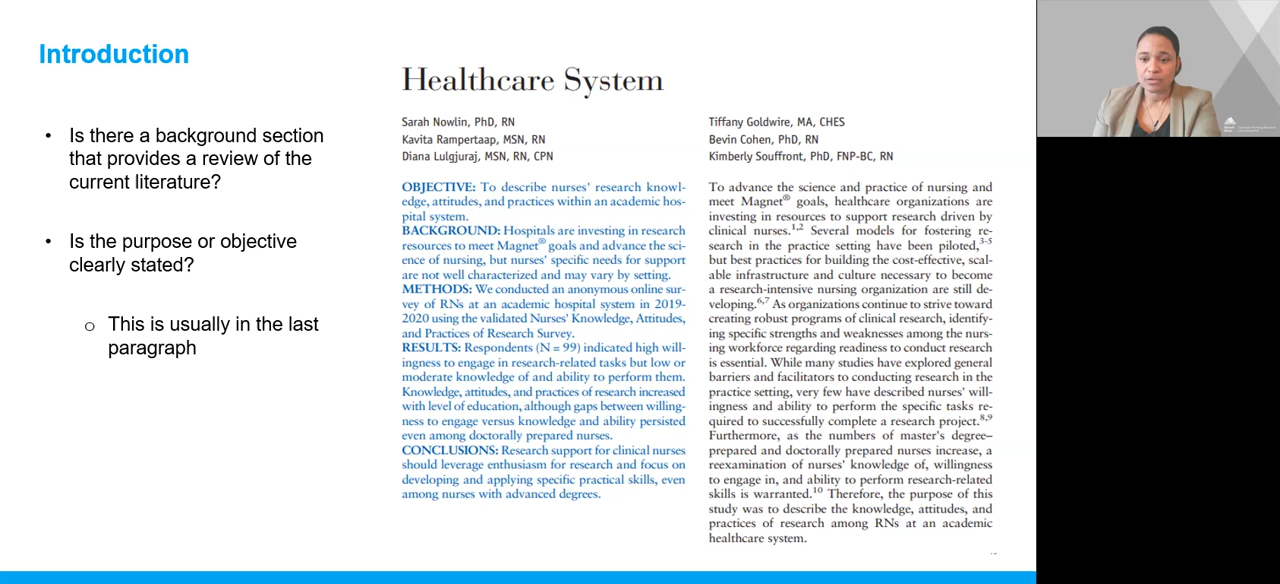 Introduction
• Is there a background section
that provides a review of the
current literature?
• Is the purpose or objective
clearly stated?
o This is usually in the last
paragraph
Healthcare System
Sarah Nowlin, PhD, RN
Kavita Rampertaap, MSN, RN
Diana Lulgjuraj, MSN, RN, CPN
Tiffany Goldwire, MA, CHES
Bevin Cohen, PhD, RN
Kimberly Souffront, PhD, FNP-BC, RN
OBJECTIVE: To describe nurses' research knowl-
edge, attitudes, and practices within an academic hos-
pital system.
BACKGROUND: Hospitals are investing in research
resources to meet Magnet® goals and advance the sci-
ence of nursing, but nurses' specific needs for support
are not well characterized and may vary by setting.
METHODS: We conducted an anonymous online sur-
vey of RNs at an academic hospital system in 2019-
2020 using the validated Nurses' Knowledge, Attitudes,
and Practices of Research Survey.
RESULTS: Respondents (N = 99) indicated high will-
ingness to engage in research-related tasks but low or
moderate knowledge of and ability to perform them.
Knowledge, attitudes, and practices of research increased
with level of education, although gaps between willing-
ness to engage versus knowledge and ability persisted
even among doctorally prepared nurses.
CONCLUSIONS: Research support for clinical nurses
should leverage enthusiasm for research and focus on
developing and applying specific practical skills, even
among nurses with advanced degrees.
To advance the science and practice of nursing and
meet Magnet® goals, healthcare organizations are
investing in resources to support research driven by
clinical nurses.1,2 Several models for fostering re-
search in the practice setting have been piloted,3-5
but best practices for building the cost-effective, scal-
able infrastructure and culture necessary to become
a research-intensive nursing organization are still de-
veloping.6,7 As organizations continue to strive toward
creating robust programs of clinical research, identify-
ing specific strengths and weaknesses among the nurs-
ing workforce regarding readiness to conduct research
is essential. While many studies have explored general
barriers and facilitators to conducting research in the
practice setting, very few have described nurses' will-
ingness and ability to perform the specific tasks re-
quired to successfully complete a research project.8,9
Furthermore, as the numbers of master's degree–
prepared and doctorally prepared nurses increase, a
reexamination of nurses' knowledge of, willingness
to engage in, and ability to perform research-related
skills is warranted.10 Therefore, the purpose of this
study was to describe the knowledge, attitudes, and
practices of research among RNs at an academic
healthcare system.